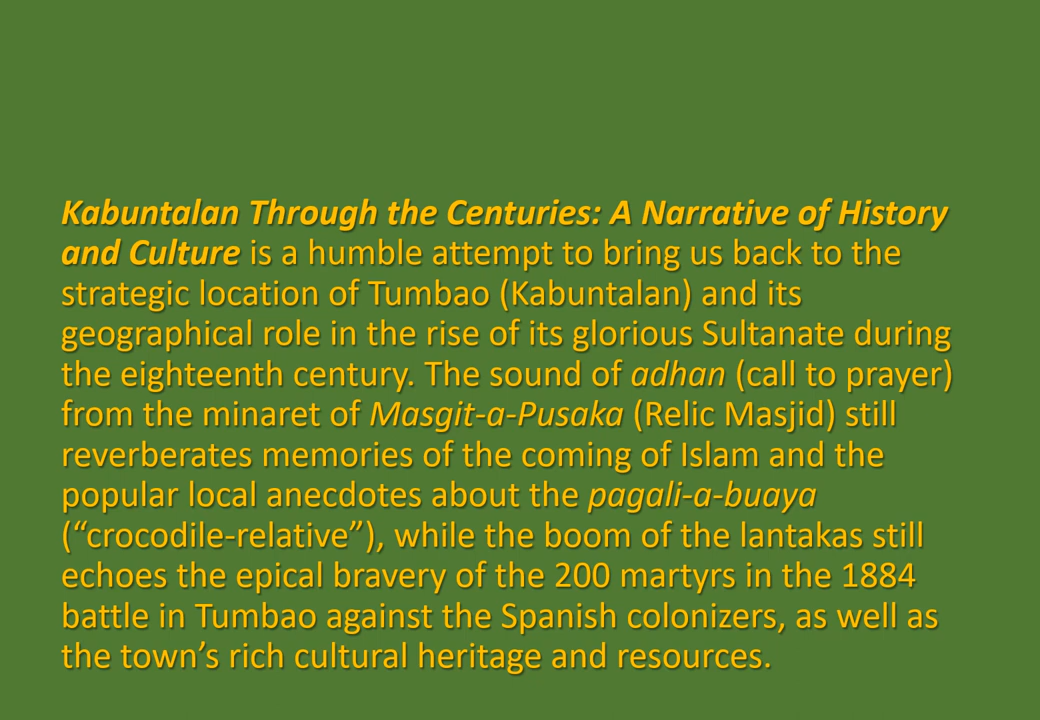 Kabuntalan Through the Centuries: A Narrative of History
and Culture is a humble attempt to bring us back to the
strategic location of Tumbao (Kabuntalan) and its
geographical role in the rise of its glorious Sultanate during
the eighteenth century. The sound of adhan (call to prayer)
from the minaret of Masgit-a-Pusaka (Relic Masjid) still
reverberates memories of the coming of Islam and the
popular local anecdotes about the pagali-a-buaya
(“crocodile-relative”), while the boom of the lantakas still
echoes the epical bravery of the 200 martyrs in the 1884
battle in Tumbao against the Spanish colonizers, as well as
the town’s rich cultural heritage and resources.